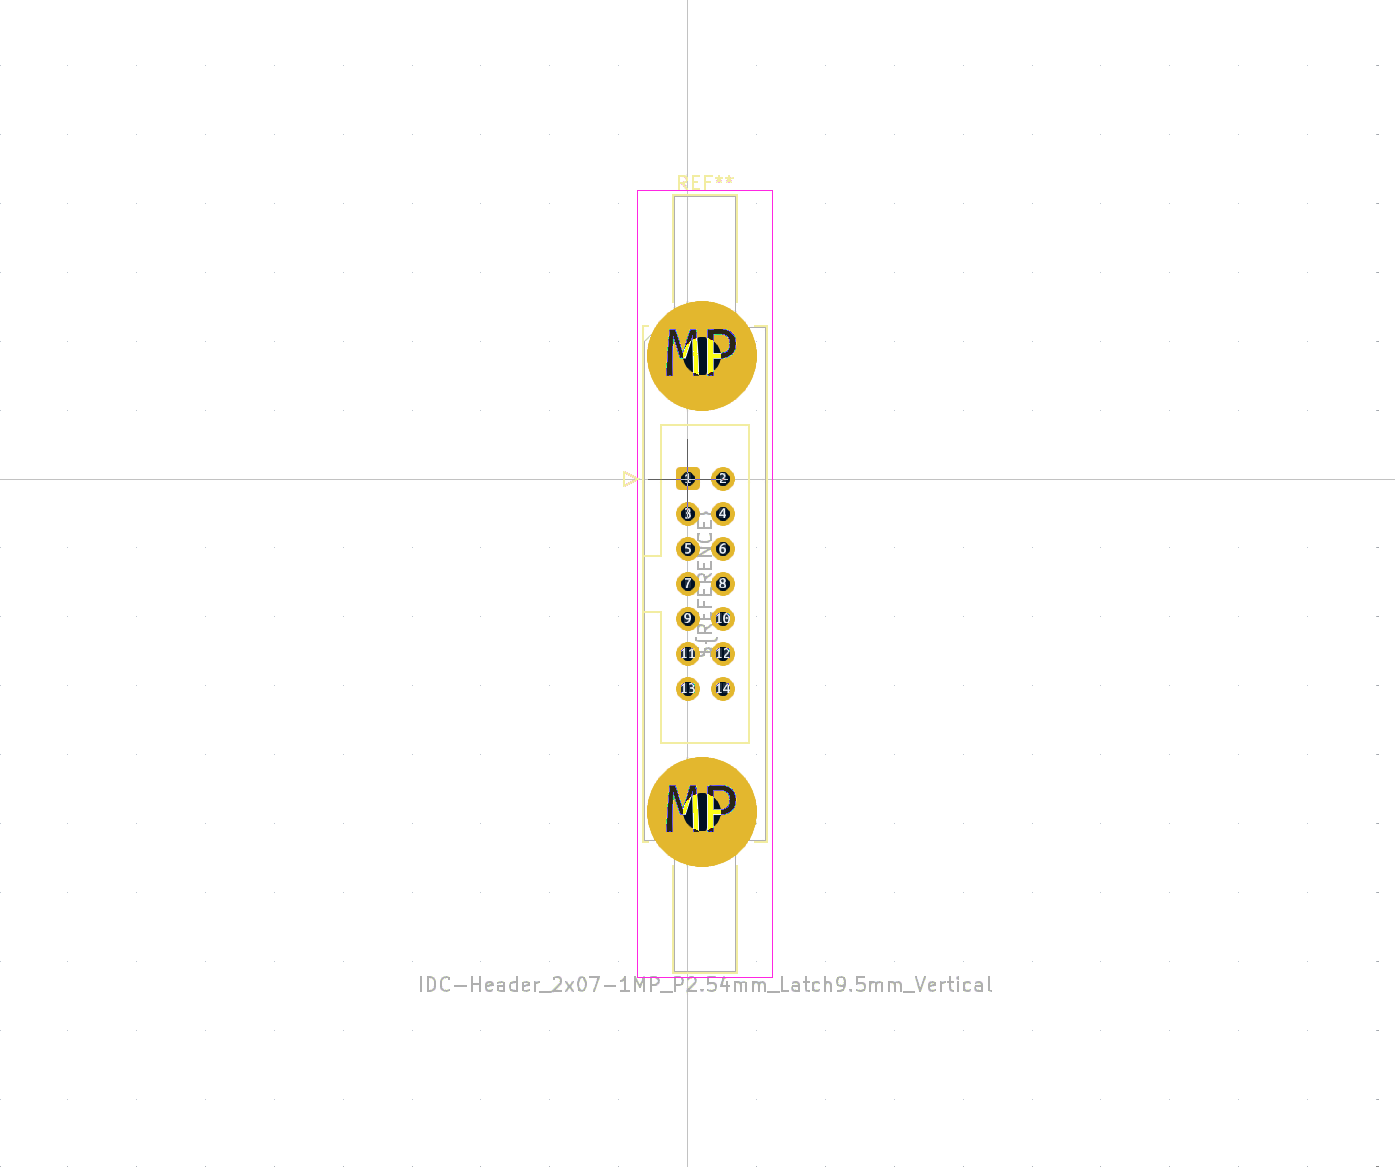 REF**
MP
1 2
3 4
5 6
7 8
9 10
11 12
13 14
${REFERENCE}
MP
IDC-Header_2x07-1MP_P2.54mm_Latch9.5mm_Vertical